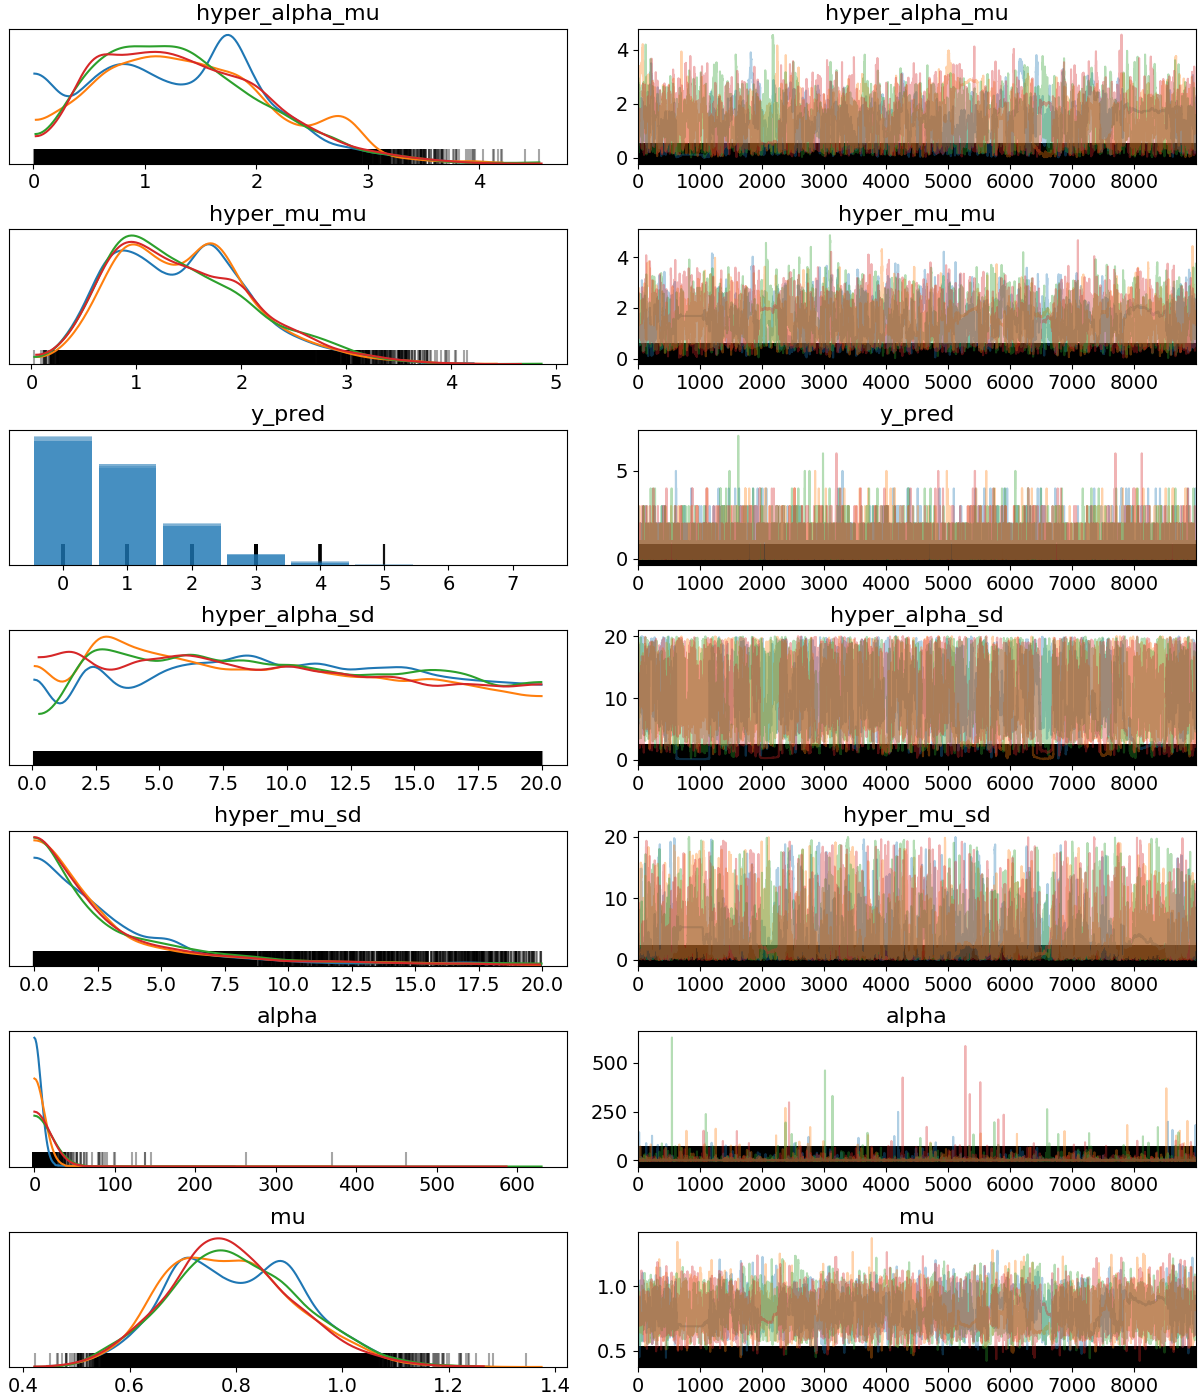 hyper_alpha_mu hyper_alpha_mu
4
2
0
0 1 2 3 4 0 1000 2000 3000 4000 5000 6000 7000 8000
hyper_mu_mu hyper_mu_mu
4
2
0
0 1 2 3 4 5 0 1000 2000 3000 4000 5000 6000 7000 8000
y_pred y_pred
5
0
0 1 2 3 4 5 6 7 0 1000 2000 3000 4000 5000 6000 7000 8000
hyper_alpha_sd hyper_alpha_sd
20
10
0
0.0 2.5 5.0 7.5 10.0 12.5 15.0 17.5 20.0 0 1000 2000 3000 4000 5000 6000 7000 8000
hyper_mu_sd hyper_mu_sd
20
10
0
0.0 2.5 5.0 7.5 10.0 12.5 15.0 17.5 20.0 0 1000 2000 3000 4000 5000 6000 7000 8000
alpha alpha
500
250
0
0 100 200 300 400 500 600 0 1000 2000 3000 4000 5000 6000 7000 8000
mu mu
1.0
0.5
0.4 0.6 0.8 1.0 1.2 1.4 0 1000 2000 3000 4000 5000 6000 7000 8000